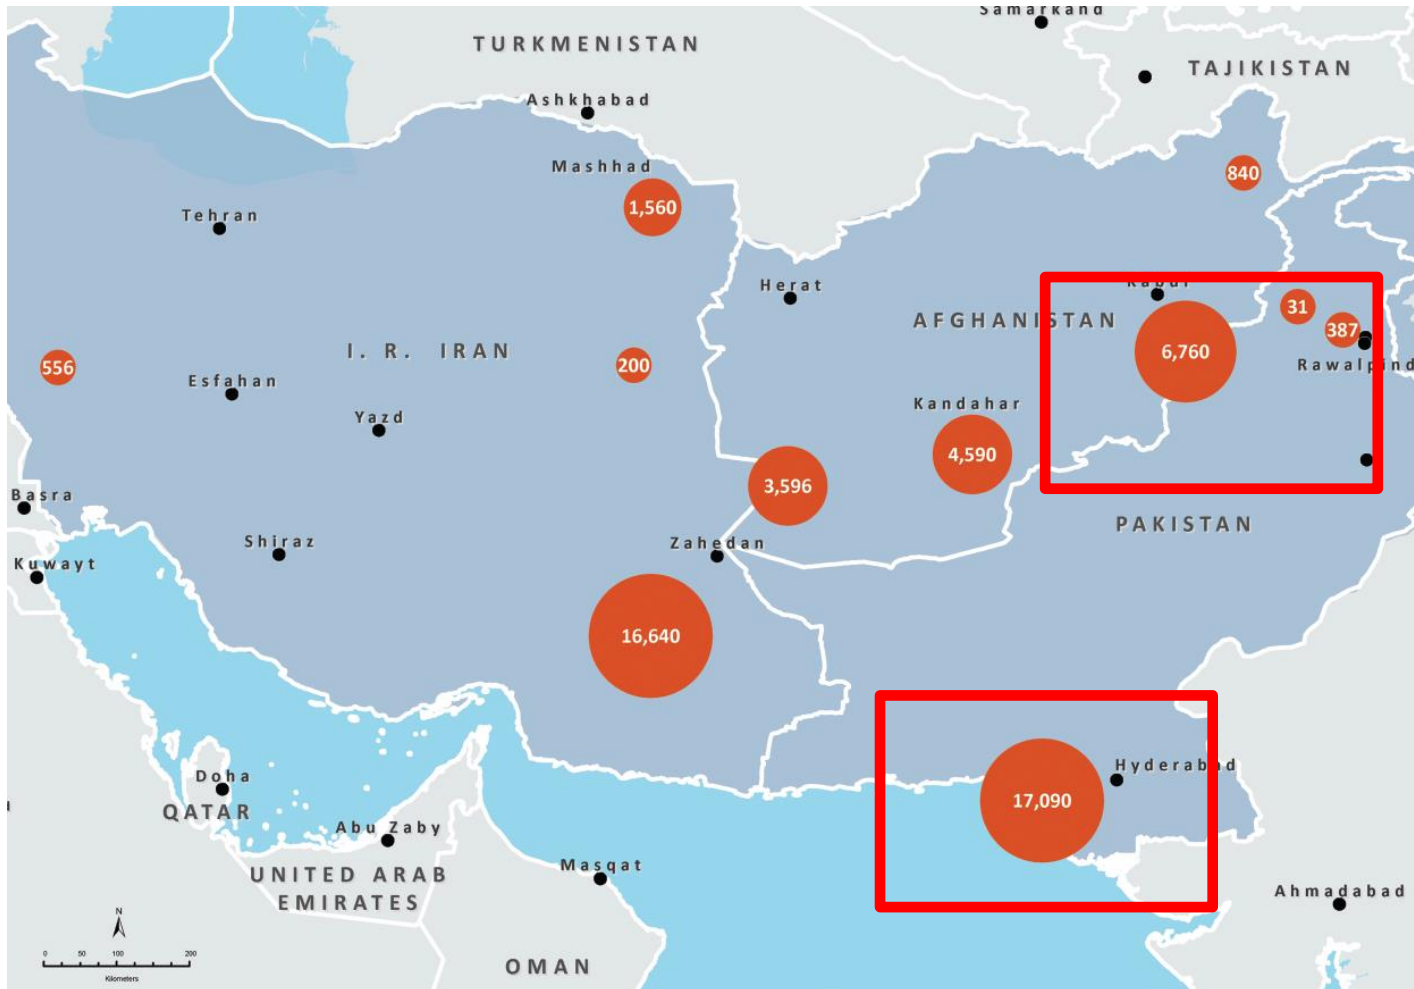 Samarkand
TURKMENISTAN
TAJIKISTAN
Ashkhabad
Mashhad
840
1,560
Tehran
Herat
Kabul
31
AFGHANISTAN
387
I. R. IRAN
6,760
556
200
Rawalpind
Esfahan
Kandahar
Yazd
4,590
3,596
Basra
PAKISTAN
Shiraz
Zahedan
Kuwayt
16,640
Hyderabad
Doha
17,090
QATAR
Abu Zaby
Masqat
UNITED ARAB
EMIRATES
Ahmadabad
N
0 50 100 200
Kilometers
OMAN